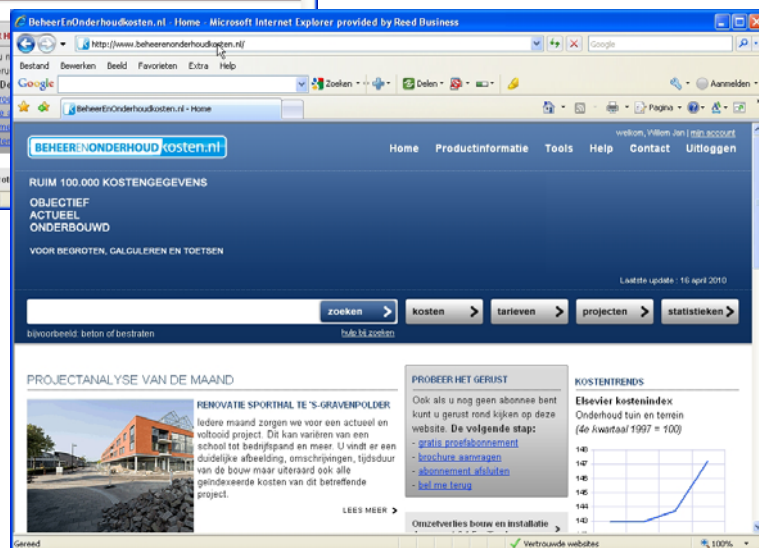 BeheerEnOnderhoudkosten.nl - Home - Microsoft Internet Explorer provided by Reed Business
http://www.beheerenonderhoudkosten.nl/
Google
Bestand Bewerken Beeld Favorieten Extra Help
Google Zoeken Delen Aanmelden
BeheerEnOnderhoudkosten.nl - Home Pagina
welkom, Willem Jan | mijn account
BEHEERENONDERHOUD kosten.nl
Home Productinformatie Tools Help Contact Uitloggen
RUIM 100.000 KOSTENGEGEVENS
OBJECTIEF
ACTUEEL
ONDERBOUWD
VOOR BEGROTEN, CALCULEREN EN TOETSEN
Laatste update : 16 april 2010
zoeken kosten tarieven projecten statistieken
bijvoorbeeld: beton of bestraten hulp bij zoeken
PROJECTANALYSE VAN DE MAAND
RENOVATIE SPORTHAL TE 'S-GRAVENPOLDER
Iedere maand zorgen we voor een actueel en
voltooid project. Dit kan variëren van een
school tot bedrijfspand en meer. U vindt er een
duidelijke afbeelding, omschrijvingen, tijdsduur
van de bouw maar uiteraard ook alle
geïndexeerde kosten van dit betreffende
project.
LEES MEER
PROBEER HET GERUST
Ook als u nog geen abonnee bent
kunt u gerust rond kijken op deze
website. De volgende stap:
- gratis proefabonnement
- brochure aanvragen
- abonnement afsluiten
- bel me terug
Omzetverlies bouw en installatie
KOSTENTRENDS
Elsevier kostenindex
Onderhoud tuin en terrein
(4e kwartaal 1997 = 100)
148
146
145
143
Gereed Vertrouwde websites 100%